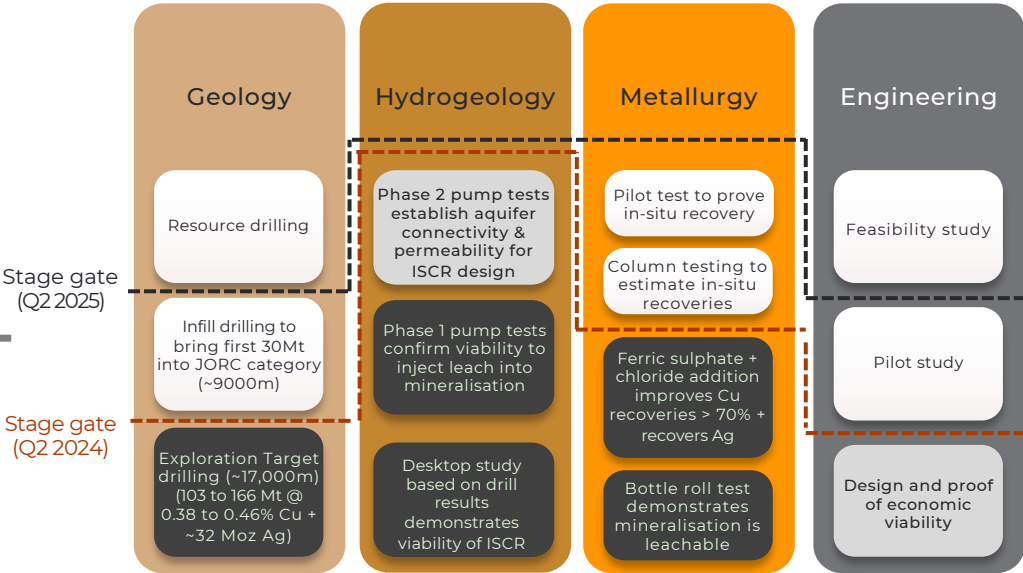 Geology
Hydrogeology
Metallurgy
Engineering
Stage gate
(Q2 2025)
Stage gate
(Q2 2024)
Resource drilling
Infill drilling to
bring first 30Mt
into JORC category
(~9000m)
Exploration Target
drilling (~17,000m)
(103 to 166 Mt @
0.38 to 0.46% Cu +
~32 Moz Ag)
Phase 2 pump tests
establish aquifer
connectivity &
permeability for
ISCR design
Phase 1 pump tests
confirm viability to
inject leach into
mineralisation
Desktop study
based on drill
results
demonstrates
viability of ISCR
Pilot test to prove
in-situ recovery
Column testing to
estimate in-situ
recoveries
Ferric sulphate +
chloride addition
improves Cu
recoveries > 70% +
recovers Ag
Bottle roll test
demonstrates
mineralisation is
leachable
Feasibility study
Pilot study
Design and proof
of economic
viability